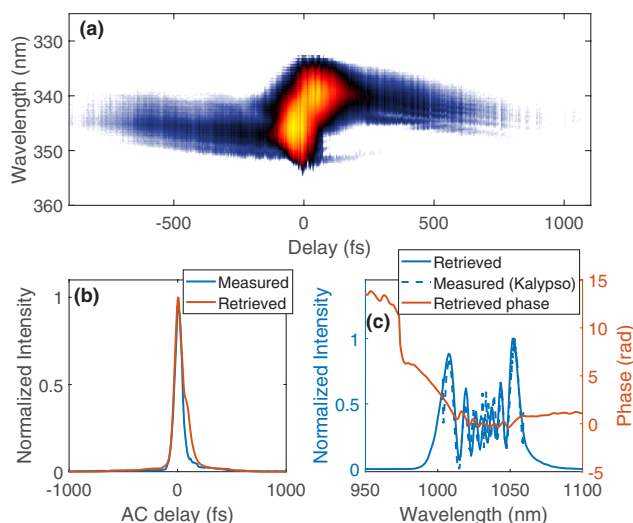 (a)
Wavelength (nm)
330
340
350
360
-500
0
500
1000
Delay (fs)
(b)
Measured
Retrieved
Normalized Intensity
1
0.5
0
-1000
0
1000
AC delay (fs)
Retrieved
Measured (Kalypso)
Retrieved phase
(c)
Normalized Intensity
1
0.5
0
15
10
5
0
-5
Phase (rad)
950
1000
1050
1100
Wavelength (nm)